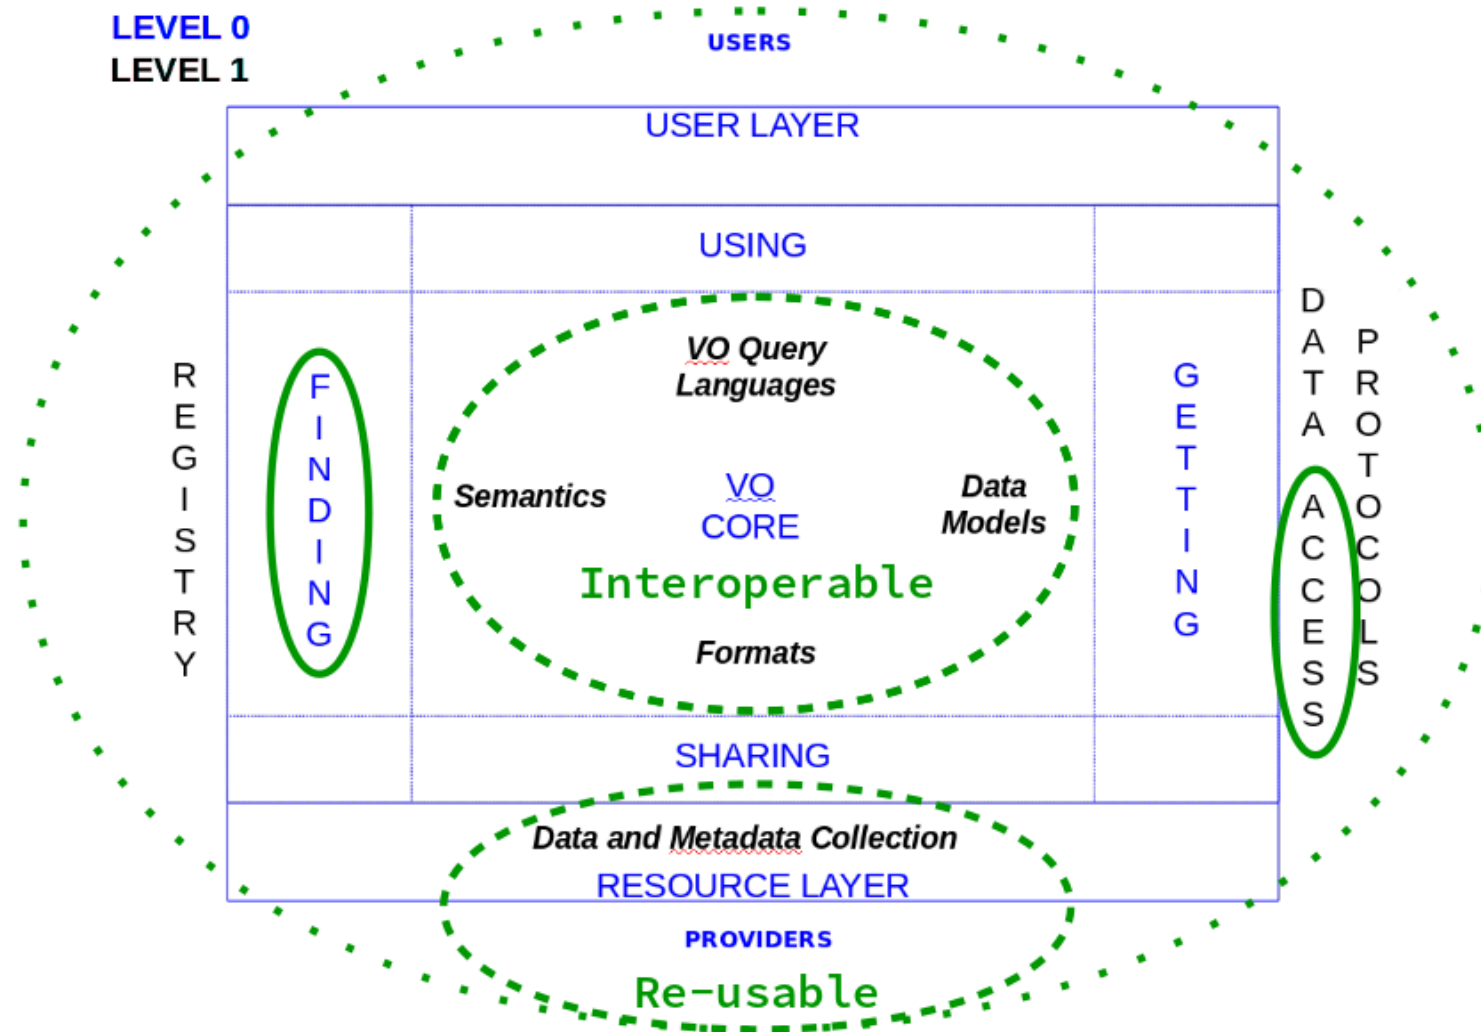 LEVEL 0
LEVEL 1
USERS
USER LAYER
USING
REGISTRY
FINDING
VO Query
Languages
Semantics
VO
CORE
Data
Models
Interoperable
Formats
GETTING
DATA ACCESS
PROTOCOLS
SHARING
Data and Metadata Collection
RESOURCE LAYER
PROVIDERS
Re-usable